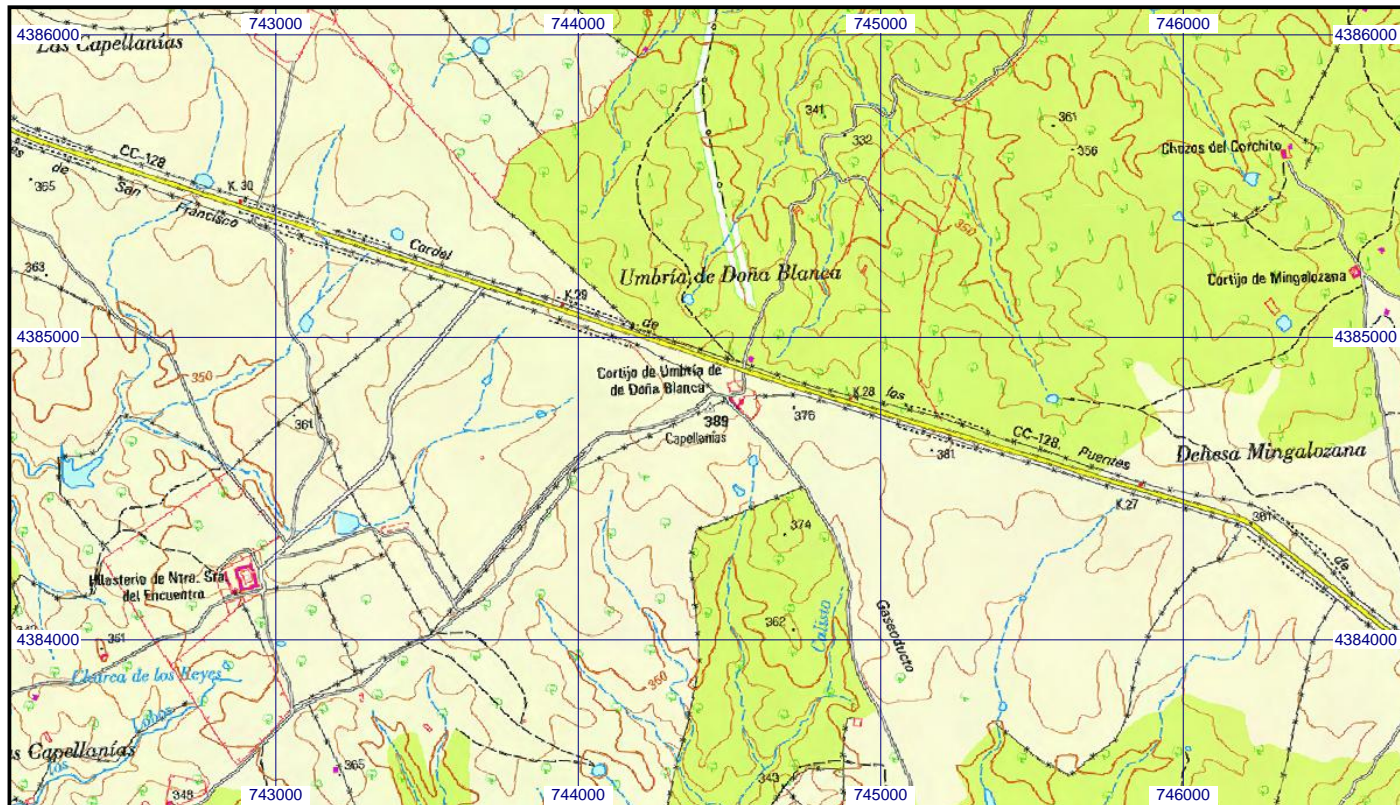 743000
744000
745000
746000
4386000
4386000
Las Capellanías
341
361
332
356
CC-128
Chozos del Corchito
de
365
K. 30
San
Francisco
Cordel
350
363
Umbría de Doña Blanca
Cortijo de Mingalozana
K.29
de
4385000
4385000
350
Cortijo de Umbría de
de Doña Blanca
K.28
los
361
389
376
Capellanías
CC-128.
Puentes
381
Dehesa Mingalozana
K.27
381
374
de
Monasterio de Ntra. Sra.
del Encuentro
362
Calisto
Gaseoducto
4384000
4384000
351
Charca de los Reyes
350
Lobos
Capellanías
los
365
343
348
743000
744000
745000
746000